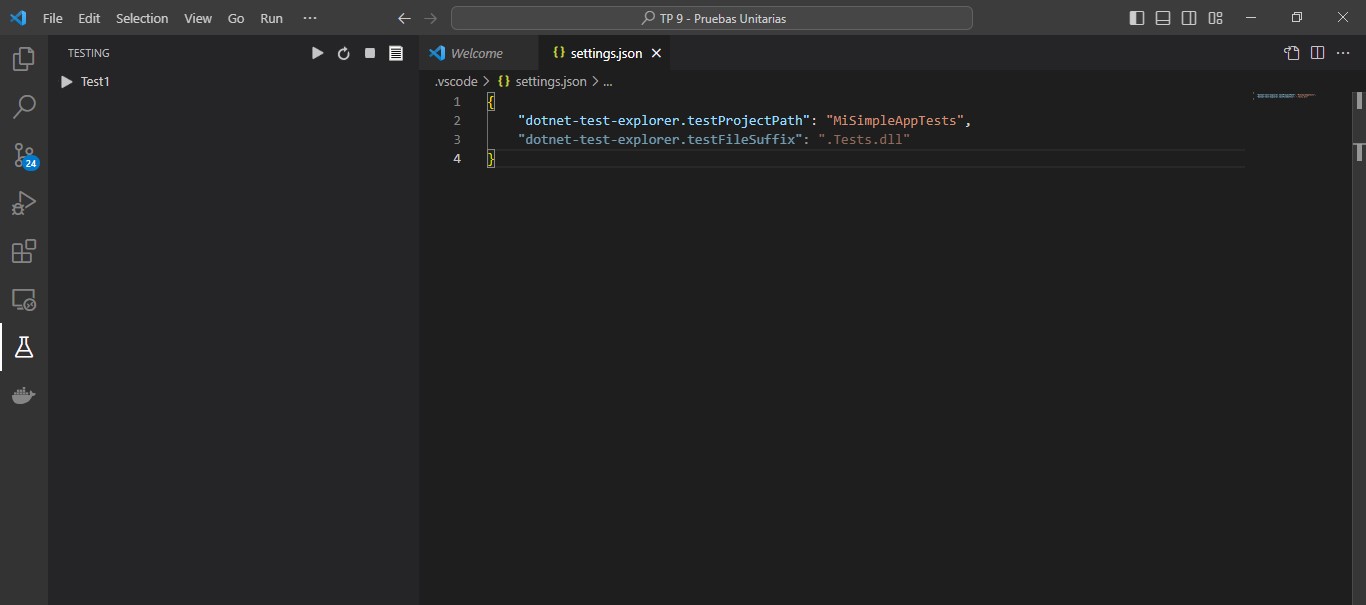 File Edit Selection View Go Run ··· TP 9 - Pruebas Unitarias
TESTING
Welcome {} settings.json
Test1
.vscode > {} settings.json > ...
1 {
2 "dotnet-test-explorer.testProjectPath": "MiSimpleAppTests",
3 "dotnet-test-explorer.testFileSuffix": ".Tests.dll"
4 }
24